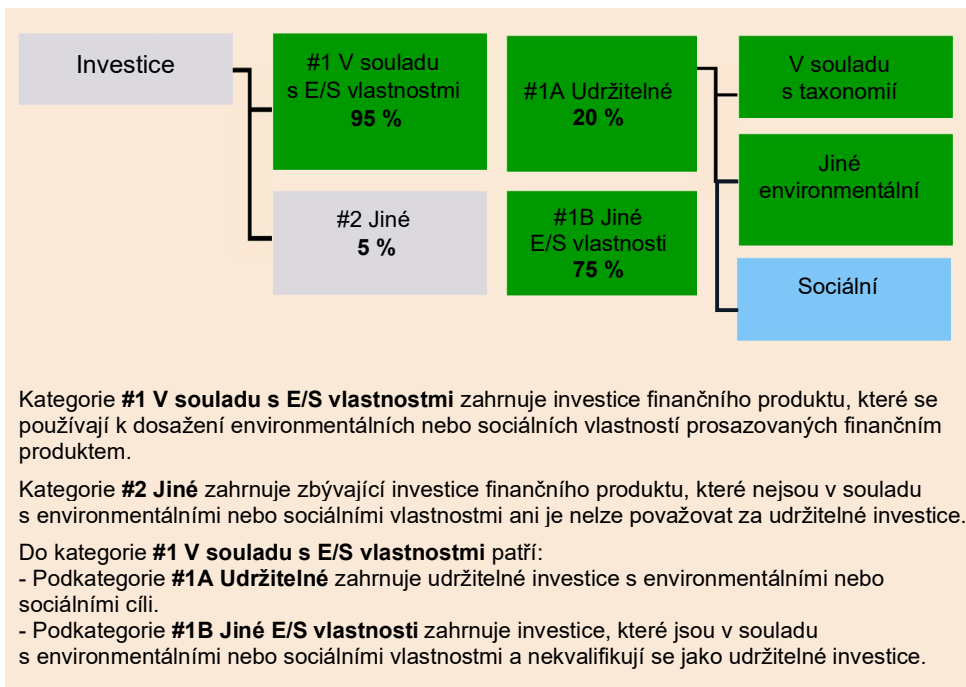 Investice
#1 V souladu
s E/S vlastnostmi
95 %
#2 Jiné
5 %
#1A Udržitelné
20 %
#1B Jiné
E/S vlastnosti
75 %
V souladu
s taxonomií
Jiné
environmentální
Sociální
Kategorie #1 V souladu s E/S vlastnostmi zahrnuje investice finančního produktu, které se
používají k dosažení environmentálních nebo sociálních vlastností prosazovaných finančním
produktem.
Kategorie #2 Jiné zahrnuje zbývající investice finančního produktu, které nejsou v souladu
s environmentálními nebo sociálními vlastnostmi ani je nelze považovat za udržitelné investice.
Do kategorie #1 V souladu s E/S vlastnostmi patří:
- Podkategorie #1A Udržitelné zahrnuje udržitelné investice s environmentálními nebo
sociálními cíli.
- Podkategorie #1B Jiné E/S vlastnosti zahrnuje investice, které jsou v souladu
s environmentálními nebo sociálními vlastnostmi a nekvalifikují se jako udržitelné investice.